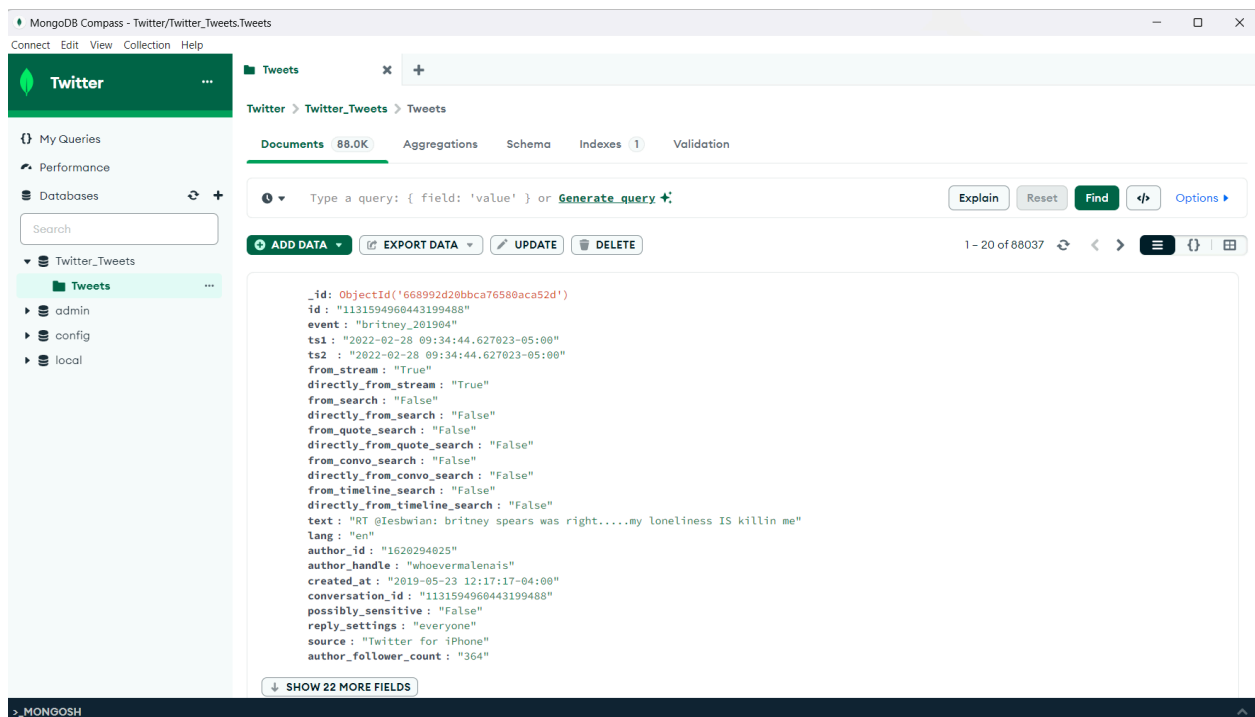 MongoDB Compass - Twitter/Twitter_Tweets.Tweets
Connect Edit View Collection Help
Twitter
My Queries
Performance
Databases
Search
Twitter_Tweets
Tweets
admin
config
local
Tweets
Twitter > Twitter_Tweets > Tweets
Documents 88.0K Aggregations Schema Indexes 1 Validation
Type a query: { field: 'value' } or Generate query
Explain Reset Find </> Options
ADD DATA EXPORT DATA UPDATE DELETE
1 – 20 of 88037 {}
_id: ObjectId('668992d20bbca76580aca52d')
id : "1131594960443199488"
event : "britney_201904"
ts1 : "2022-02-28 09:34:44.627023-05:00"
ts2 : "2022-02-28 09:34:44.627023-05:00"
from_stream : "True"
directly_from_stream : "True"
from_search : "False"
directly_from_search : "False"
from_quote_search : "False"
directly_from_quote_search : "False"
from_convo_search : "False"
directly_from_convo_search : "False"
from_timeline_search : "False"
directly_from_timeline_search : "False"
text : "RT @Iesbwian: britney spears was right.....my loneliness IS killin me"
lang : "en"
author_id : "1620294025"
author_handle : "whoevermalenais"
created_at : "2019-05-23 12:17:17-04:00"
conversation_id : "1131594960443199488"
possibly_sensitive : "False"
reply_settings : "everyone"
source : "Twitter for iPhone"
author_follower_count : "364"
SHOW 22 MORE FIELDS
>_MONGOSH